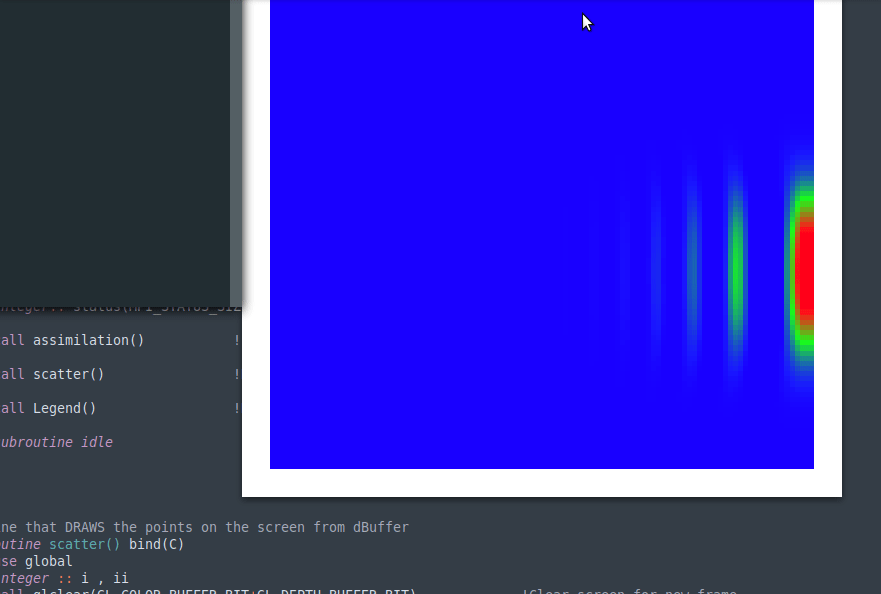 nteger:: status(MPI_STATUS_SIZ
all assimilation() !
all scatter() !
all Legend() !
ubroutine idle
ne that DRAWS the points on the screen from dBuffer
outine scatter() bind(C)
se global
nteger :: i , ii
all glclear(GL_COLOR_BUFFER_BIT+GL_DEPTH_BUFFER_BIT) !Clear screen for new frame